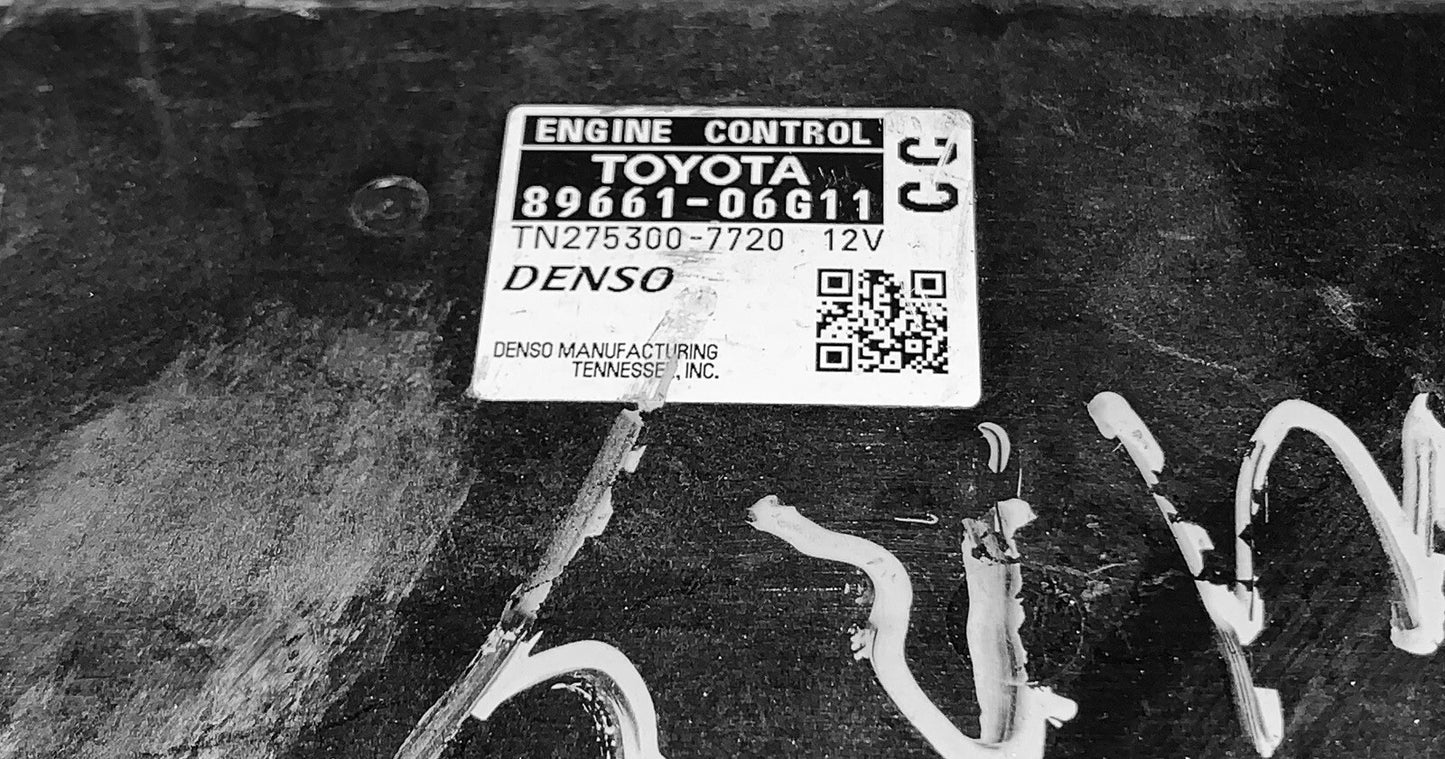 ENGINE CONTROL
TOYOTA
89661-06G11
TN275300-7720 12V
DENSO
DENSO MANUFACTURING
TENNESSEE, INC.
CC